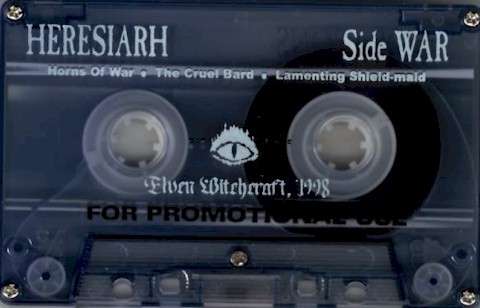 HERESIARH Side WAR
Horns Of War • The Cruel Bard • Lamenting Shield-maid
Elven Witchcraft, 1998
FOR PROMOTIONAL USE